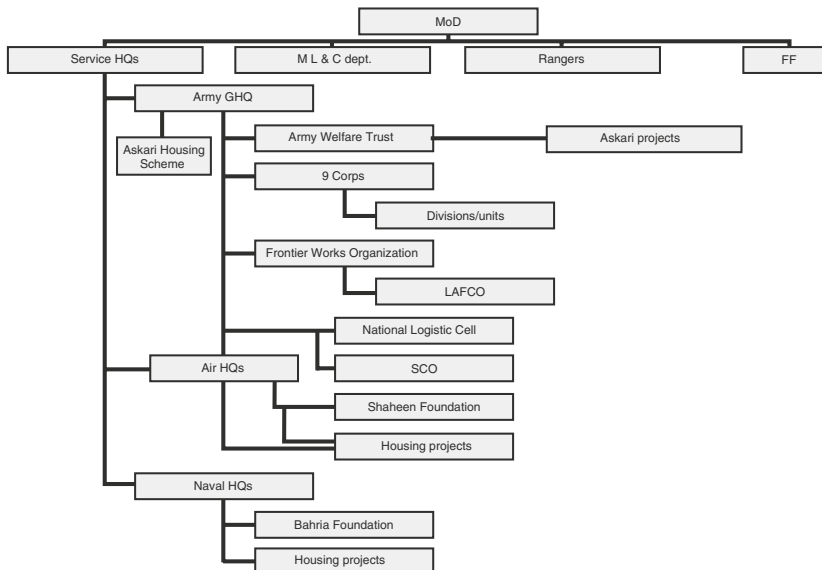 MoD
Service HQs
M L & C dept.
Rangers
FF
Army GHQ
Askari Housing
Scheme
Army Welfare Trust
Askari projects
9 Corps
Divisions/units
Frontier Works Organization
LAFCO
National Logistic Cell
Air HQs
SCO
Shaheen Foundation
Housing projects
Naval HQs
Bahria Foundation
Housing projects